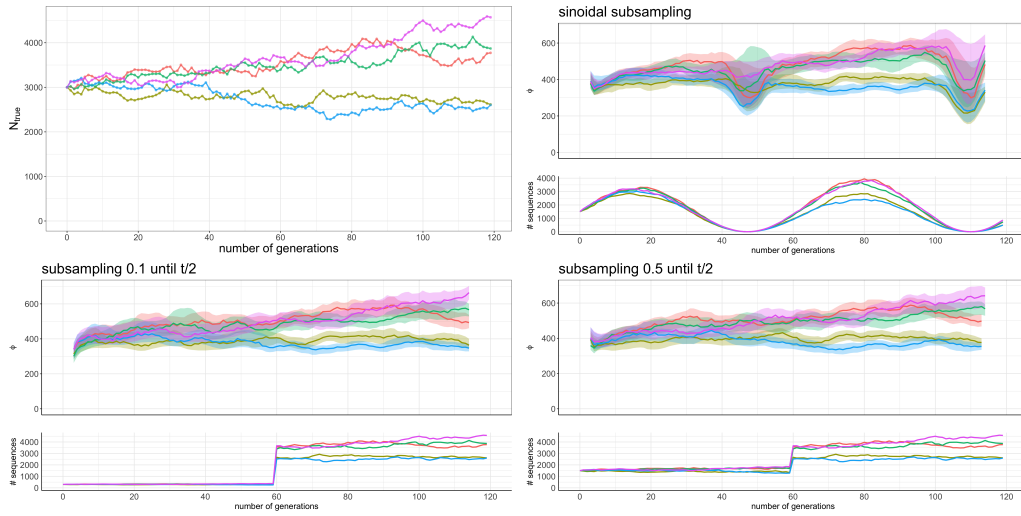 4000
3000
2000
1000
0
N_true
0 20 40 60 80 100 120
number of generations
sinoidal subsampling
600
400
200
0
ϕ
4000
3000
2000
1000
0
# sequences
0 20 40 60 80 100 120
number of generations
subsampling 0.1 until t/2
600
400
200
0
ϕ
4000
3000
2000
1000
0
# sequences
0 20 40 60 80 100 120
number of generations
subsampling 0.5 until t/2
600
400
200
0
ϕ
4000
3000
2000
1000
0
# sequences
0 20 40 60 80 100 120
number of generations